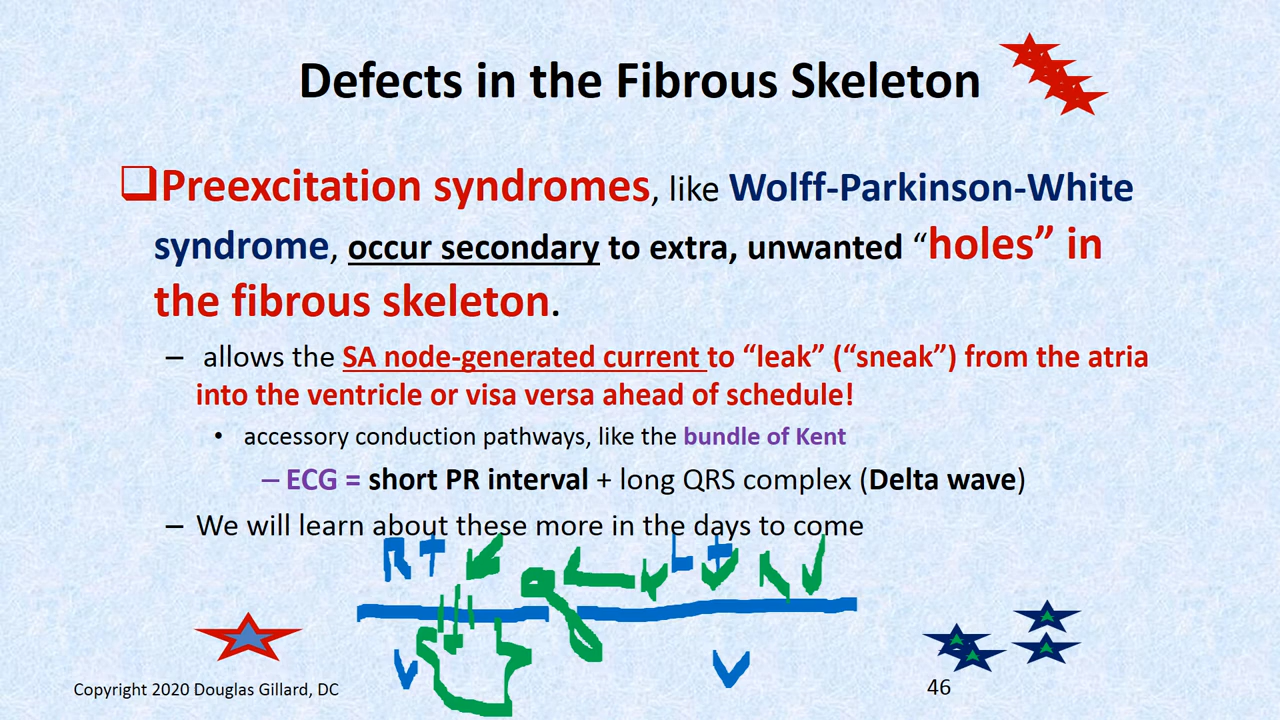 Defects in the Fibrous Skeleton
Preexcitation syndromes, like Wolff-Parkinson-White
syndrome, occur secondary to extra, unwanted “holes” in
the fibrous skeleton.
– allows the SA node-generated current to “leak” (“sneak”) from the atria
into the ventricle or visa versa ahead of schedule!
• accessory conduction pathways, like the bundle of Kent
– ECG = short PR interval + long QRS complex (Delta wave)
– We will learn about these more in the days to come
V V
Copyright 2020 Douglas Gillard, DC
46